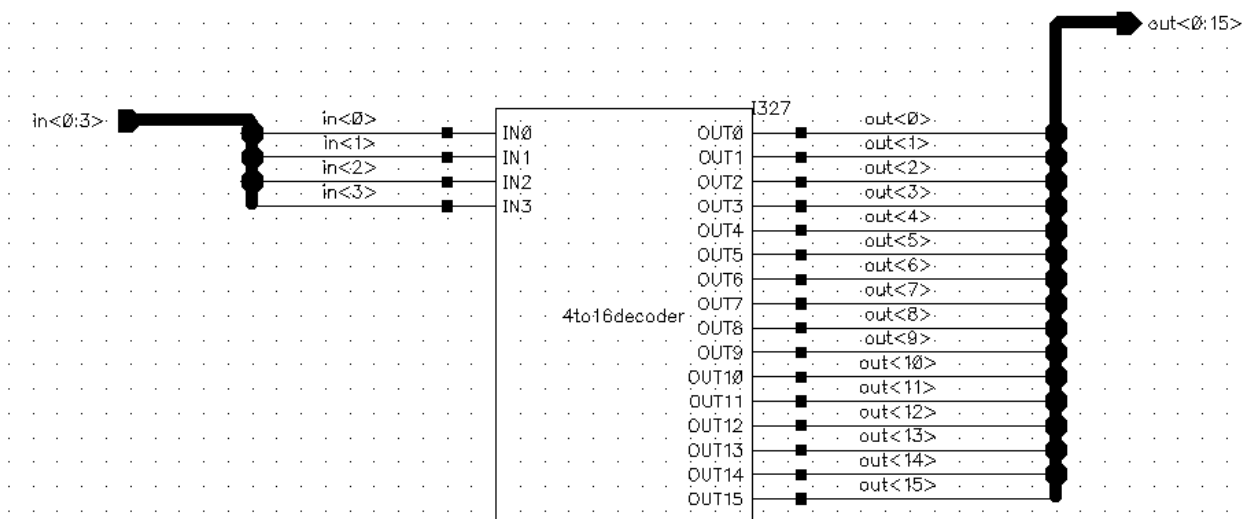 out<0:15>
in<0:3>
I327
in<0>
in<1>
in<2>
in<3>
IN0
IN1
IN2
IN3
4to16decoder
OUT0
OUT1
OUT2
OUT3
OUT4
OUT5
OUT6
OUT7
OUT8
OUT9
OUT10
OUT11
OUT12
OUT13
OUT14
OUT15
out<0>
out<1>
out<2>
out<3>
out<4>
out<5>
out<6>
out<7>
out<8>
out<9>
out<10>
out<11>
out<12>
out<13>
out<14>
out<15>